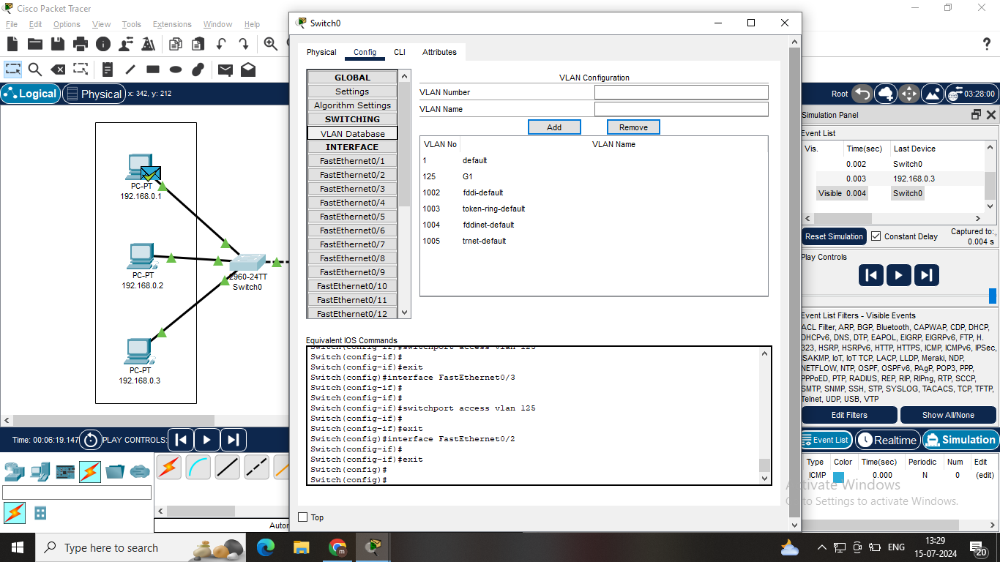 Cisco Packet Tracer
File Edit Options View Tools Extensions Window Help
Logical Physical x: 342, y: 212
PC-PT
192.168.0.1
PC-PT
192.168.0.2
2960-24TT
Switch0
PC-PT
192.168.0.3
Time: 00:06:19.147 PLAY CONTROLS:
Switch0
Physical Config CLI Attributes
GLOBAL
Settings
Algorithm Settings
SWITCHING
VLAN Database
INTERFACE
FastEthernet0/1
FastEthernet0/2
FastEthernet0/3
FastEthernet0/4
FastEthernet0/5
FastEthernet0/6
FastEthernet0/7
FastEthernet0/8
FastEthernet0/9
FastEthernet0/10
FastEthernet0/11
FastEthernet0/12
VLAN Configuration
VLAN Number
VLAN Name
Add Remove
VLAN No VLAN Name
1 default
125 G1
1002 fddi-default
1003 token-ring-default
1004 fddinet-default
1005 trnet-default
Equivalent IOS Commands
Switch(config-if)#switchport access vlan 125
Switch(config-if)#
Switch(config-if)#exit
Switch(config)#interface FastEthernet0/3
Switch(config-if)#
Switch(config-if)#
Switch(config-if)#switchport access vlan 125
Switch(config-if)#
Switch(config-if)#exit
Switch(config)#interface FastEthernet0/2
Switch(config-if)#
Switch(config-if)#exit
Switch(config)#
Switch(config)#
Top
Root 03:28:00
Simulation Panel
Event List
Vis. Time(sec) Last Device
0.002 Switch0
0.003 192.168.0.3
Visible 0.004 Switch0
Reset Simulation Constant Delay Captured to:
0.004 s
Play Controls
Event List Filters - Visible Events
ACL Filter, ARP, BGP, Bluetooth, CAPWAP, CDP, DHCP,
DHCPv6, DNS, DTP, EAPOL, EIGRP, EIGRPv6, FTP, H.
323, HSRP, HSRPv6, HTTP, HTTPS, ICMP, ICMPv6, IPSec,
ISAKMP, IoT, IoT TCP, LACP, LLDP, Meraki, NDP,
NETFLOW, NTP, OSPF, OSPFv6, PAgP, POP3, PPP,
PPPoED, PTP, RADIUS, REP, RIP, RIPng, RTP, SCCP,
SMTP, SNMP, SSH, STP, SYSLOG, TACACS, TCP, TFTP,
Telnet, UDP, USB, VTP
Edit Filters Show All/None
Event List Realtime Simulation
Type Color Time(sec) Periodic Num Edit
ICMP 0.000 N 0 (edit)
Activate Windows
Go to Settings to activate Windows.
Type here to search
ENG
13:29
15-07-2024
20